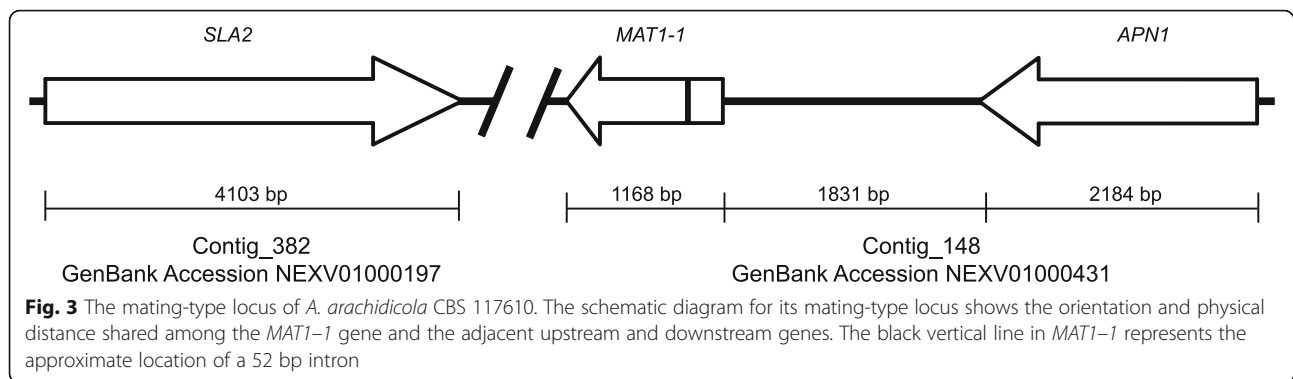 SLA2 MAT1-1 APN1
4103 bp 1168 bp 1831 bp 2184 bp
Contig_382 Contig_148
GenBank Accession NEXV01000197 GenBank Accession NEXV01000431
Fig. 3 The mating-type locus of A. arachidicola CBS 117610. The schematic diagram for its mating-type locus shows the orientation and physical
distance shared among the MAT1–1 gene and the adjacent upstream and downstream genes. The black vertical line in MAT1–1 represents the
approximate location of a 52 bp intron